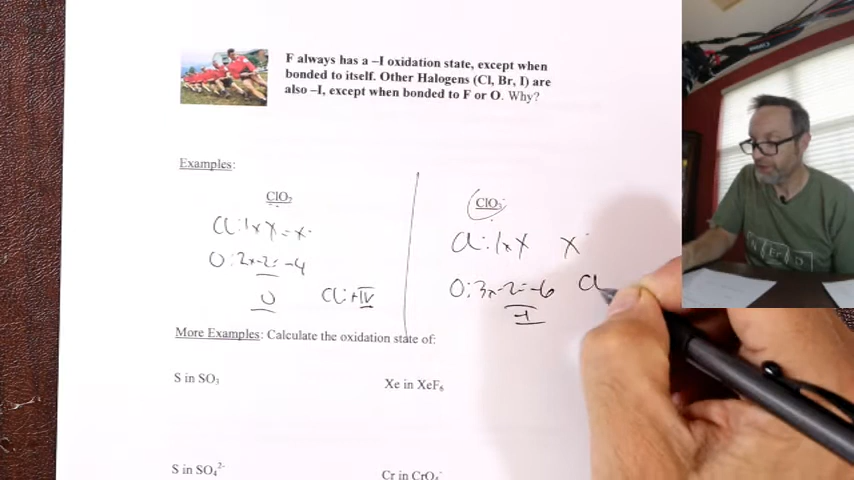 F always has a –I oxidation state, except when
bonded to itself. Other Halogens (Cl, Br, I) are
also –I, except when bonded to F or O. Why?
Examples:
ClO₂
Cl: 1xX = X
O: 2x-2= -4
0
Cl: +IV
ClO₃⁻
Cl: 1xX X
O: 3x-2= -6 Cl
-1
More Examples: Calculate the oxidation state of:
S in SO₃
Xe in XeF₆
S in SO₄²⁻
Cr in CrO₄⁻